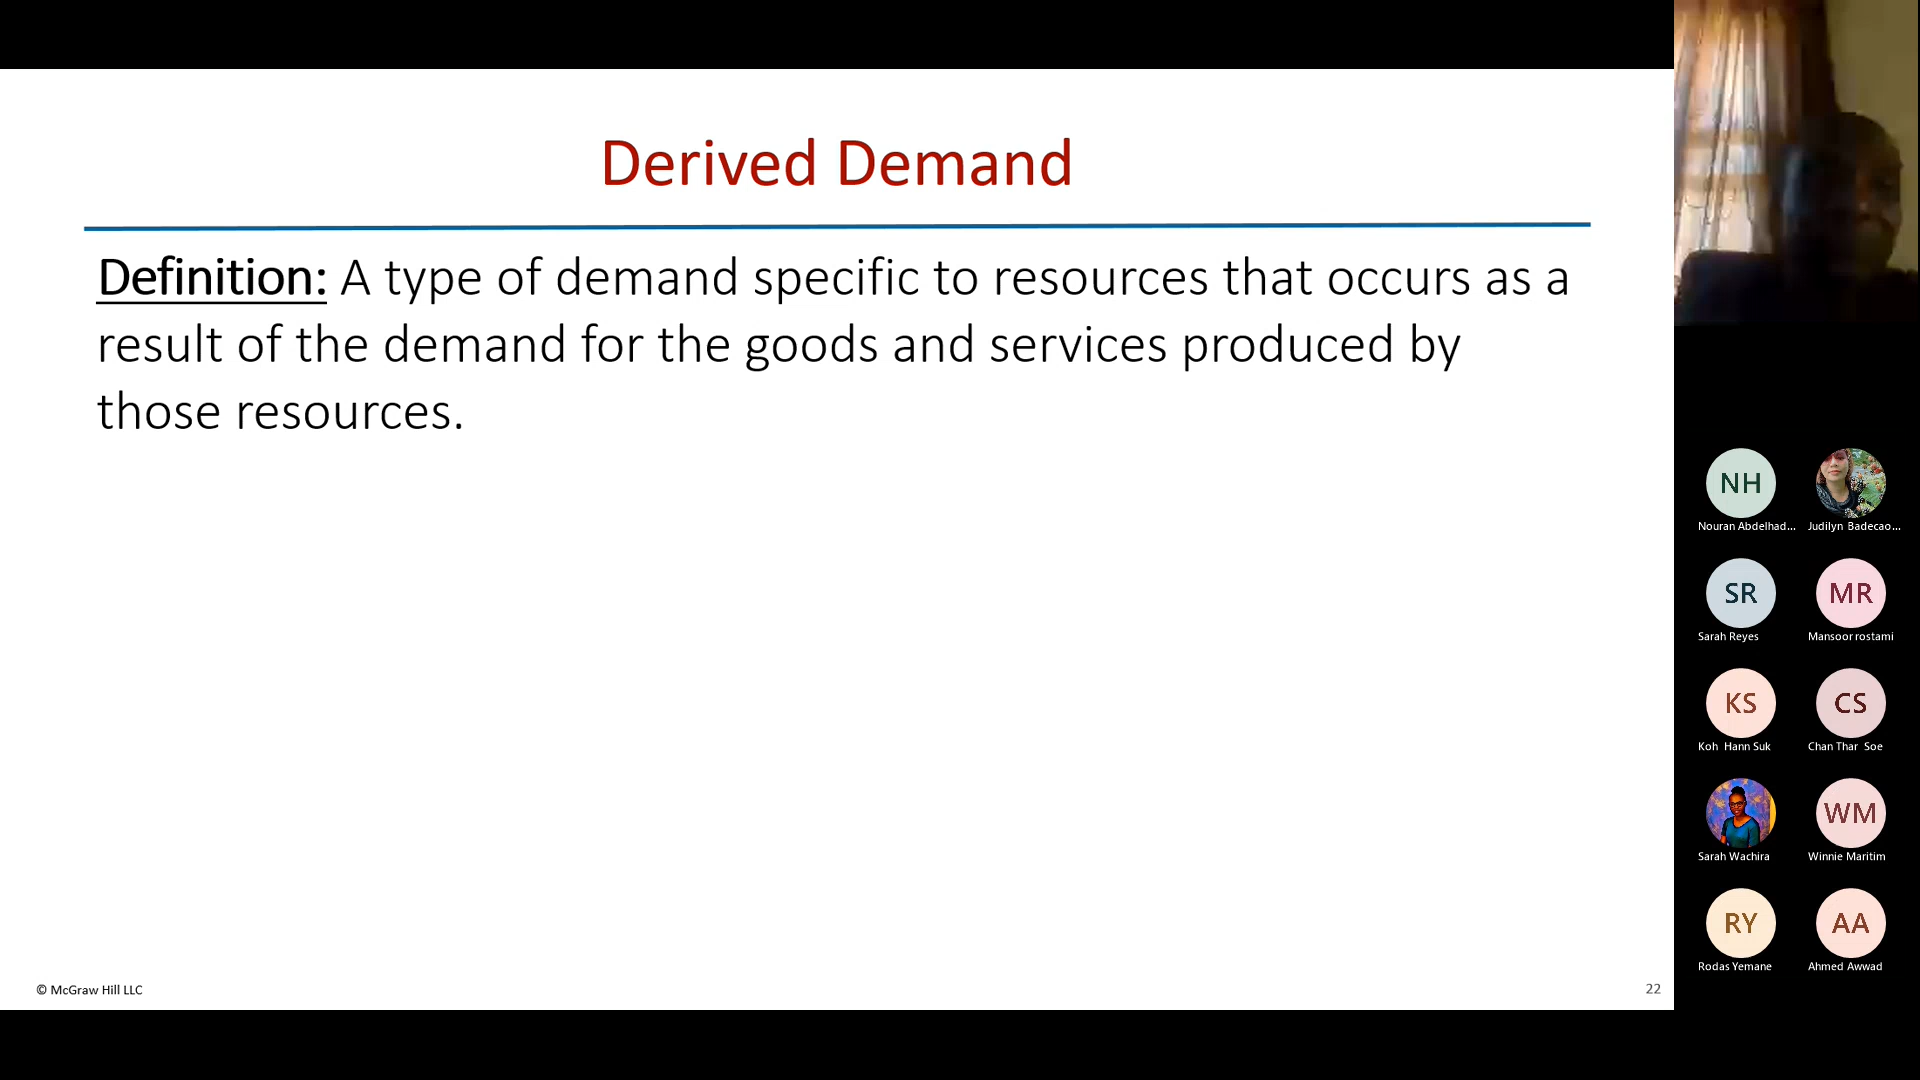 Derived Demand
Definition: A type of demand specific to resources that occurs as a
result of the demand for the goods and services produced by
those resources.
© McGraw Hill LLC
22
NH
Nouran Abdelhad...
Judilyn Badecao...
SR
Sarah Reyes
MR
Mansoor rostami
KS
Koh Hann Suk
CS
Chan Thar Soe
Sarah Wachira
WM
Winnie Maritim
RY
Rodas Yemane
AA
Ahmed Awwad